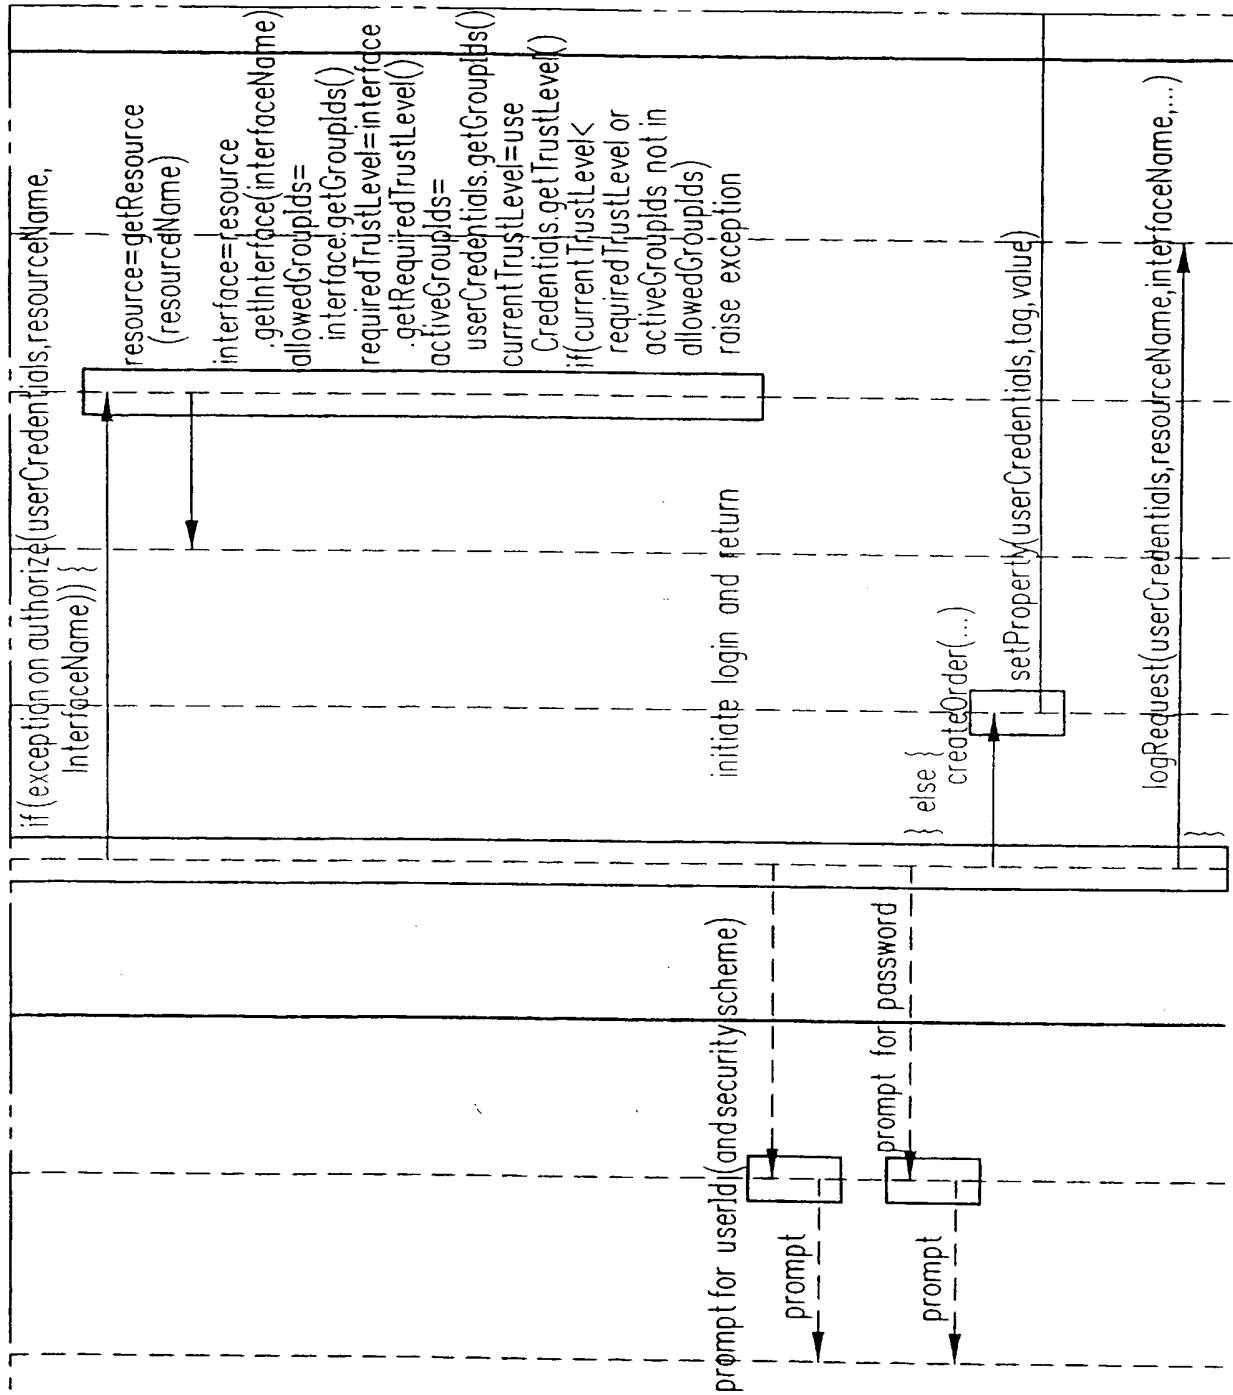 if(exception on authorize(userCredentials,resourceName,
InterfaceName)) {
resource=getResource
(resourceName)
interface=resource
.getInterface(interfaceName)
allowedGroupIds=
interface.getGroupIds()
requiredTrustLevel=interface
.getRequiredTrustLevel()
activeGroupIds=
userCredentials.getGroupIds()
currentTrustLevel=use
Credentials.getTrustLevel()
if(currentTrustLevel<
requiredTrustLevel or
activeGroupIds not in
allowedGroupIds)
raise exception
initiate login and return
prompt for userId (and security scheme)
prompt
prompt for password
prompt
} else {
createOrder(...)
setProperty(userCredentials,tag,value)
logRequest(userCredentials,resourceName,interfaceName,...)
}